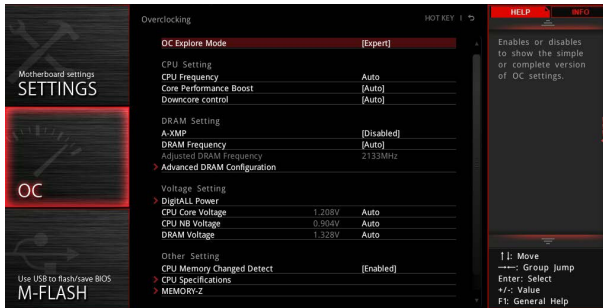 Overclocking
HOT KEY | ↩
HELP
INFO
Motherboard settings
SETTINGS
OC
Use USB to flash/save BIOS
M-FLASH
OC Explore Mode [Expert]
CPU Setting
CPU Frequency Auto
Core Performance Boost [Auto]
Downcore control [Auto]
DRAM Setting
A-XMP [Disabled]
DRAM Frequency [Auto]
Adjusted DRAM Frequency 2133MHz
Advanced DRAM Configuration
Voltage Setting
DigitALL Power
CPU Core Voltage 1.208V Auto
CPU NB Voltage 0.904V Auto
DRAM Voltage 1.328V Auto
Other Setting
CPU Memory Changed Detect [Enabled]
CPU Specifications
MEMORY-Z
Enables or disables
to show the simple
or complete version
of OC settings.
↑↓: Move
→←: Group Jump
Enter: Select
+/-: Value
F1: General Help